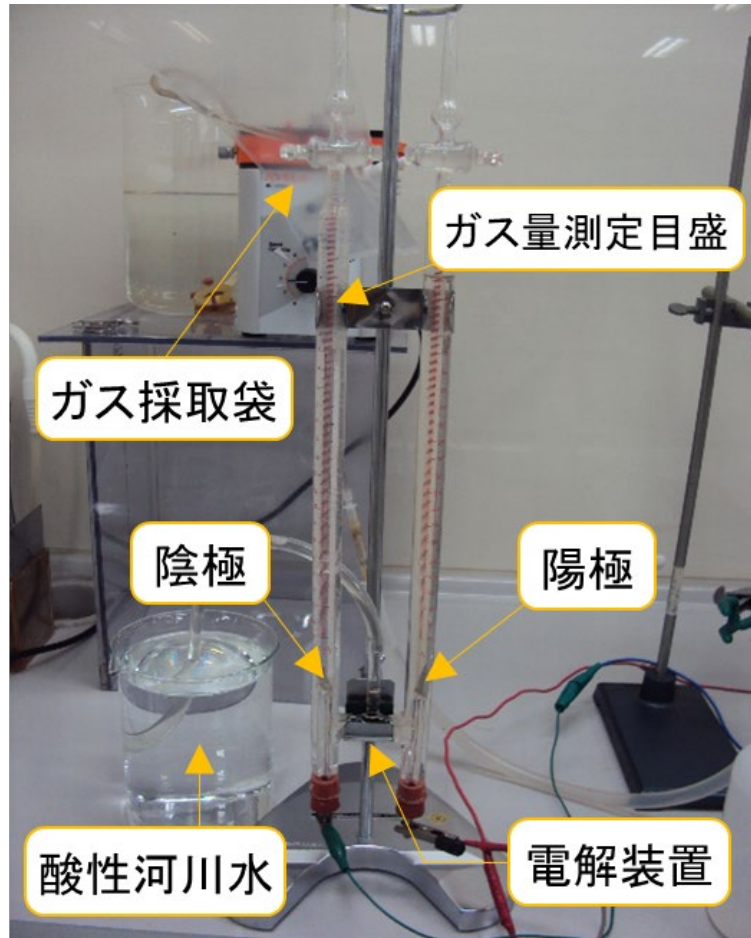 ガス量測定目盛
ガス採取袋
陰極
陽極
酸性河川水
電解装置